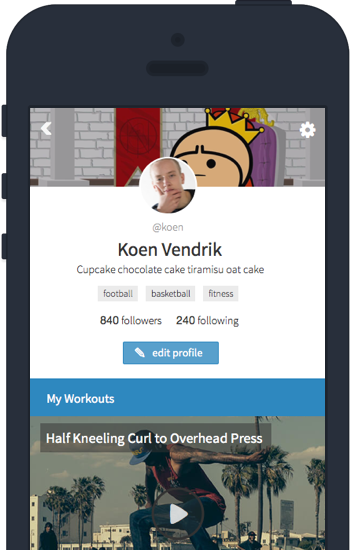 @koen
Koen Vendrik
Cupcake chocolate cake tiramisu oat cake
football basketball fitness
840 followers 240 following
edit profile
My Workouts
Half Kneeling Curl to Overhead Press